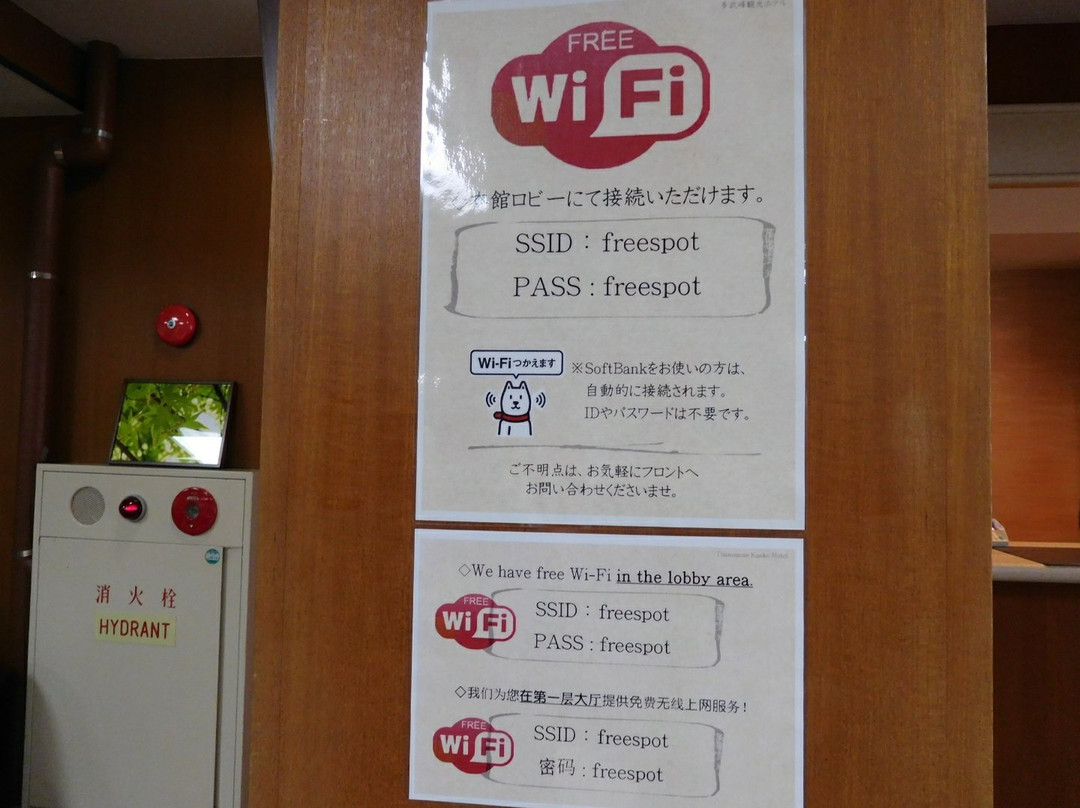 FREE
Wi Fi
館ロビーにて接続いただけます。
SSID : freespot
PASS : freespot
Wi-Fiつかえます
※SoftBankをお使いの方は、
自動的に接続されます。
IDやパスワードは不要です。
ご不明点は、お気軽にフロントへ
お問い合わせくださいませ。
◇We have free Wi-Fi in the lobby area.
FREE
Wi Fi
SSID : freespot
PASS : freespot
◇我们为您在第一层大厅提供免费无线上网服务!
FREE
Wi Fi
SSID : freespot
密码 : freespot
消火栓
HYDRANT